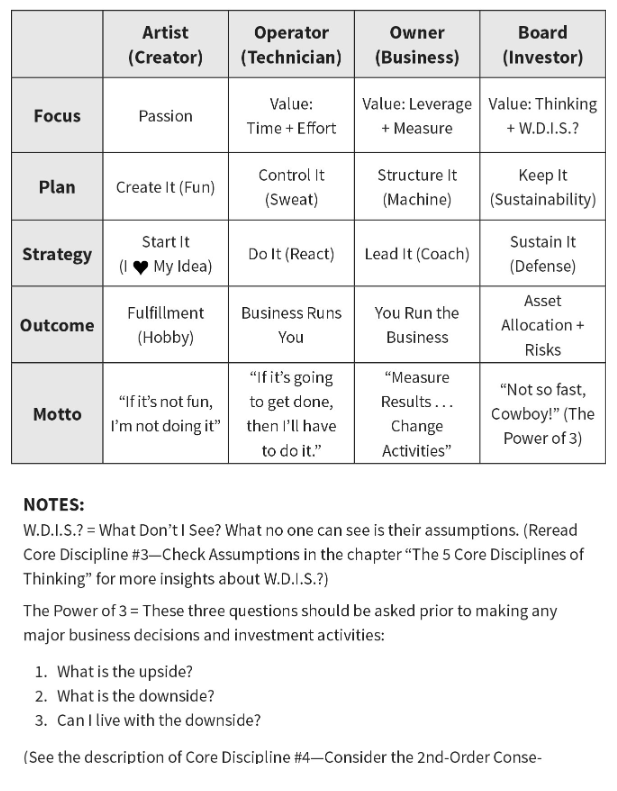 Artist (Creator) Operator (Technician) Owner (Business) Board (Investor)
Focus Passion Value: Time + Effort Value: Leverage + Measure Value: Thinking + W.D.I.S.?
Plan Create It (Fun) Control It (Sweat) Structure It (Machine) Keep It (Sustainability)
Strategy Start It (I ♥ My Idea) Do It (React) Lead It (Coach) Sustain It (Defense)
Outcome Fulfillment (Hobby) Business Runs You You Run the Business Asset Allocation + Risks
Motto “If it’s not fun, I’m not doing it” “If it’s going to get done, then I’ll have to do it.” “Measure Results . . . Change Activities” “Not so fast, Cowboy!” (The Power of 3)
NOTES:
W.D.I.S.? = What Don’t I See? What no one can see is their assumptions. (Reread
Core Discipline #3—Check Assumptions in the chapter “The 5 Core Disciplines of
Thinking” for more insights about W.D.I.S.?)
The Power of 3 = These three questions should be asked prior to making any
major business decisions and investment activities:
1. What is the upside?
2. What is the downside?
3. Can I live with the downside?
(See the description of Core Discipline #4—Consider the 2nd-Order Conse-